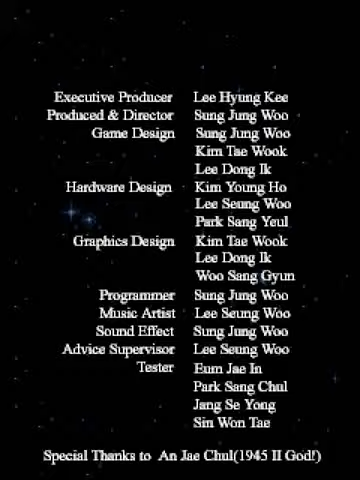 Executive Producer Lee Hyung Kee
Produced & Director Sung Jung Woo
Game Design Sung Jung Woo
Kim Tae Wook
Lee Dong Ik
Hardware Design Kim Young Ho
Lee Seung Woo
Park Sang Yeul
Graphics Design Kim Tae Wook
Lee Dong Ik
Woo Sang Gyun
Programmer Sung Jung Woo
Music Artist Lee Seung Woo
Sound Effect Sung Jung Woo
Advice Supervisor Lee Seung Woo
Tester Eum Jae In
Park Sang Chul
Jang Se Yong
Sin Won Tae
Special Thanks to An Jae Chul(1945 II God!)